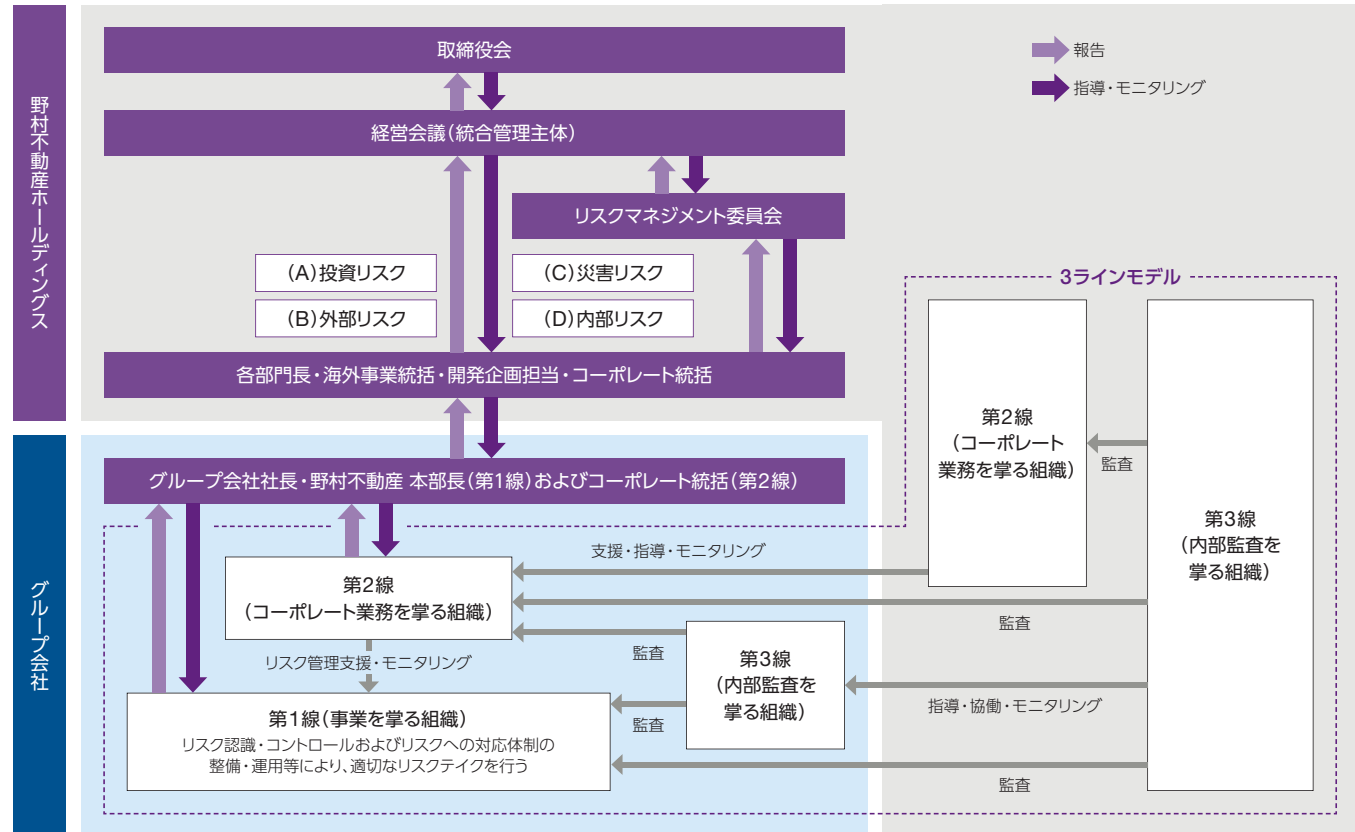 野村不動産ホールディングス
取締役会
報告
指導・モニタリング
経営会議（統合管理主体）
リスクマネジメント委員会
（A）投資リスク
（C）災害リスク
（B）外部リスク
（D）内部リスク
各部門長・海外事業統括・開発企画担当・コーポレート統括
3ラインモデル
第2線
（コーポレート
業務を掌る組織）
監査
第3線
（内部監査を
掌る組織）
グループ会社
グループ会社社長・野村不動産 本部長（第1線）およびコーポレート統括（第2線）
支援・指導・モニタリング
第2線
（コーポレート業務を掌る組織）
監査
監査
リスク管理支援・モニタリング
第3線
（内部監査を
掌る組織）
指導・協働・モニタリング
第1線（事業を掌る組織）
リスク認識・コントロールおよびリスクへの対応体制の
整備・運用等により、適切なリスクテイクを行う
監査
監査